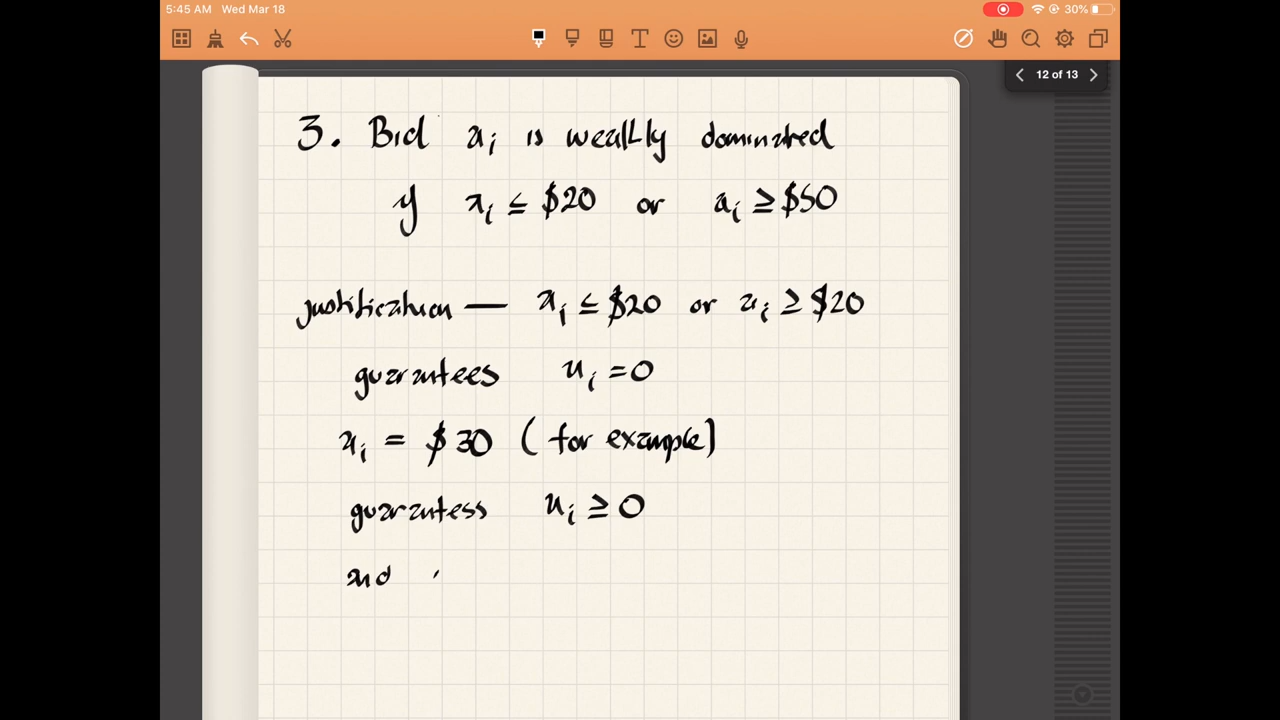 5:45 AM Wed Mar 18
30%
12 of 13
3. Bid a_i is weakly dominated
if a_i ≤ $20 or a_i ≥ $50
justification — a_i ≤ $20 or a_i ≥ $20
guarantees u_i = 0
a_i = $30 (for example)
guarantess u_i ≥ 0
and